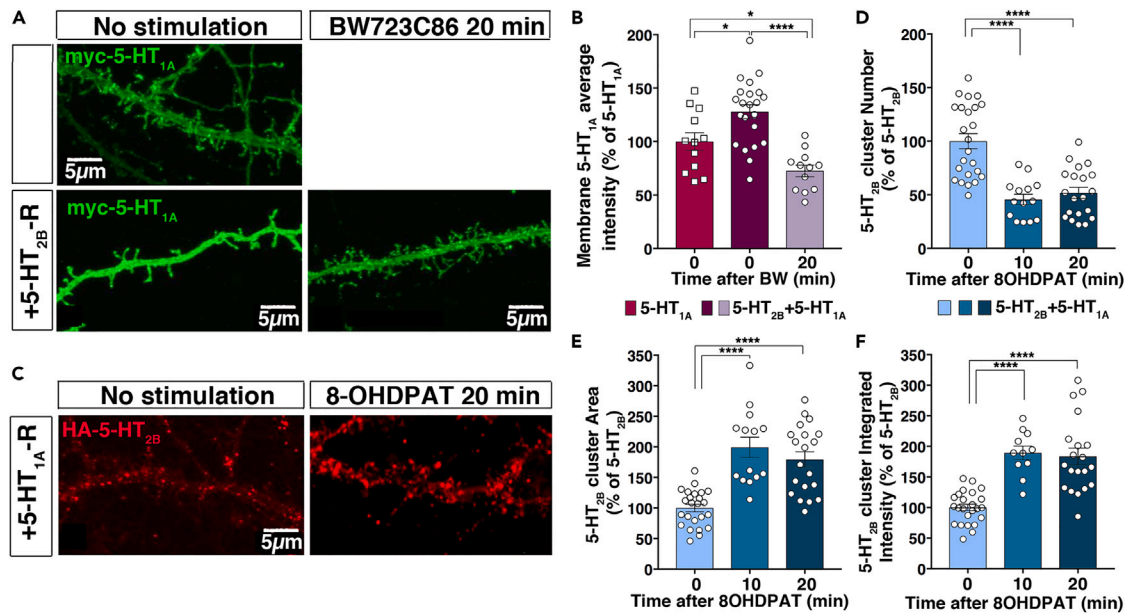 A
No stimulation
BW723C86 20 min
myc-5-HT1A
5µm
+5-HT2B-R
myc-5-HT1A
5µm
5µm
C
No stimulation
8-OHDPAT 20 min
+5-HT1A-R
HA-5-HT2B
5µm
B
Membrane 5-HT1A average
intensity (% of 5-HT1A)
200
150
100
50
0
*
*
****
0
0
20
Time after BW (min)
5-HT1A
5-HT2B+5-HT1A
D
5-HT2B cluster Number
(% of 5-HT2B)
200
150
100
50
0
****
****
0
10
20
Time after 8OHDPAT (min)
5-HT2B+5-HT1A
E
5-HT2B cluster Area
(% of 5-HT2B)
350
300
250
200
150
100
50
0
****
****
0
10
20
Time after 8OHDPAT (min)
F
5-HT2B cluster Integrated
Intensity (% of 5-HT2B)
350
300
250
200
150
100
50
0
****
****
0
10
20
Time after 8OHDPAT (min)